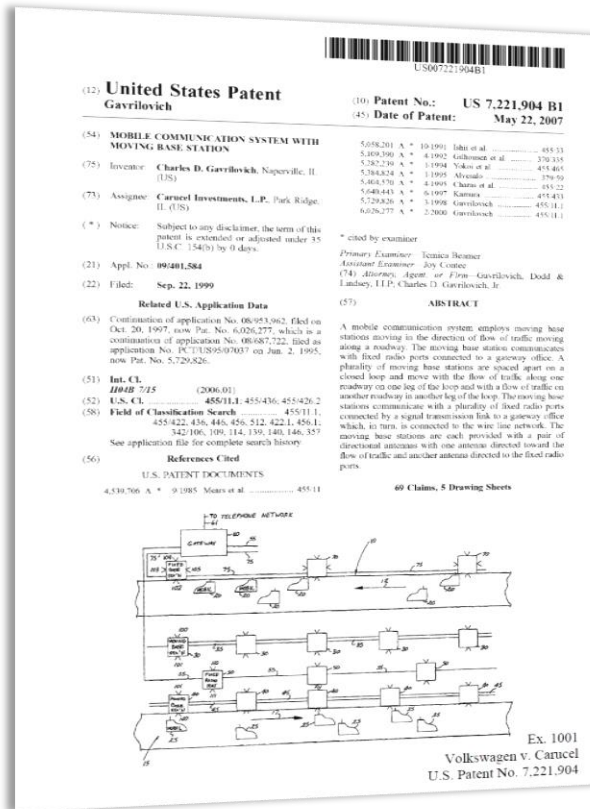 US007221904B1
(12) United States Patent
Gavrilovich
(10) Patent No.: US 7,221,904 B1
(45) Date of Patent: May 22, 2007
(54) MOBILE COMMUNICATION SYSTEM WITH
MOVING BASE STATION
(75) Inventor: Charles D. Gavrilovich, Naperville, IL
(US)
(73) Assignee: Carucel Investments, L.P., Park Ridge,
IL (US)
( * ) Notice: Subject to any disclaimer, the term of this
patent is extended or adjusted under 35
U.S.C. 154(b) by 0 days.
(21) Appl. No.: 09/401,584
(22) Filed: Sep. 22, 1999
Related U.S. Application Data
(63) Continuation of application No. 08/953,962, filed on
Oct. 20, 1997, now Pat. No. 6,026,277, which is a
continuation of application No. 08/687,722, filed as
application No. PCT/US95/07037 on Jun. 2, 1995,
now Pat. No. 5,729,826.
(51) Int. Cl.
H04B 7/15 (2006.01)
(52) U.S. Cl. 455/11.1; 455/436; 455/426.2
(58) Field of Classification Search 455/11.1,
455/422, 436, 446, 456, 512, 422.1, 456.1;
342/106, 109, 114, 139, 140, 146, 357
See application file for complete search history.
(56) References Cited
U.S. PATENT DOCUMENTS
4,539,706 A * 9/1985 Mears et al. 455/11
5,058,201 A * 10/1991 Ishii et al. 455/33
5,109,390 A * 4/1992 Gilhousen et al. 370/335
5,382,239 A * 1/1994 Yokoi et al. 455/465
5,384,824 A * 1/1995 Alvesalo 379/59
5,404,570 A * 4/1995 Charas et al. 455/22
5,640,443 A * 6/1997 Kamura 455/433
5,729,826 A * 3/1998 Gavrilovich 455/11.1
6,026,277 A * 2/2000 Gavrilovich 455/11.1
* cited by examiner
Primary Examiner Temica Beamer
Assistant Examiner Joy Contee
(74) Attorney, Agent, or Firm Gavrilovich, Dodd &
Lindsey, LLP; Charles D. Gavrilovich, Jr.
(57) ABSTRACT
A mobile communication system employs moving base
stations moving in the direction of flow of traffic moving
along a roadway. The moving base station communicates
with fixed radio ports connected to a gateway office. A
plurality of moving base stations are spaced apart on a
closed loop and move with the flow of traffic along one
roadway on one leg of the loop and with a flow of traffic on
another roadway in another leg of the loop. The moving base
stations communicate with a plurality of fixed radio ports
connected by a signal transmission link to a gateway office
which, in turn, is connected to the wire line network. The
moving base stations are each provided with a pair of
directional antennas with one antenna directed toward the
flow of traffic and another antenna directed to the fixed radio
ports.
69 Claims, 5 Drawing Sheets
TO TELEPHONE NETWORK
GATEWAY
Ex. 1001
Volkswagen v. Carucel
U.S. Patent No. 7,221,904